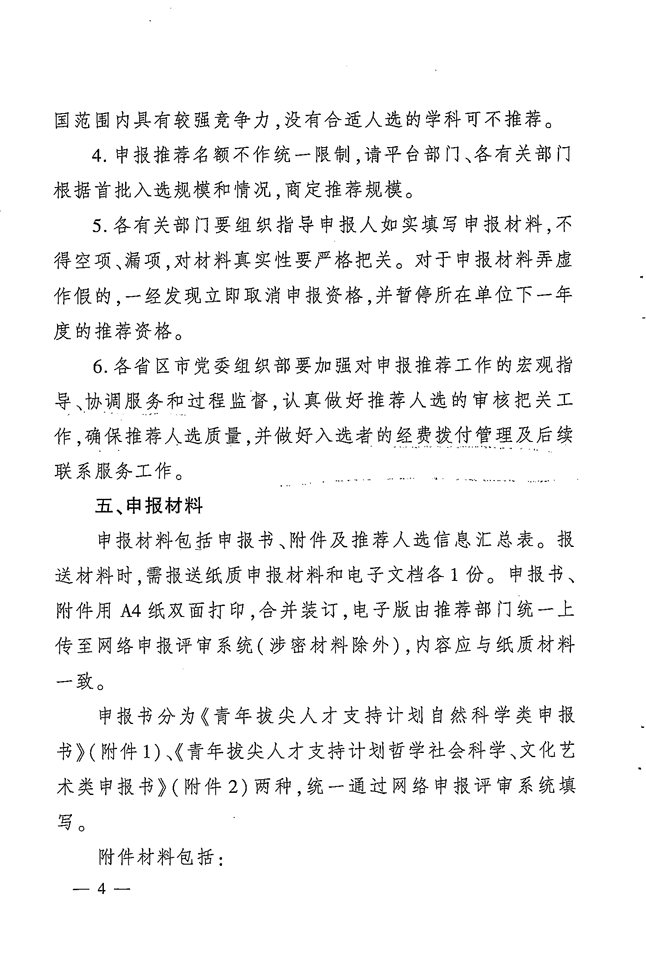 国范围内具有较强竞争力,没有合适人选的学科可不推荐。
4. 申报推荐名额不作统一限制,请平台部门、各有关部门
根据首批入选规模和情况,商定推荐规模。
5. 各有关部门要组织指导申报人如实填写申报材料,不
得空项、漏项,对材料真实性要严格把关。对于申报材料弄虚
作假的,一经发现立即取消申报资格,并暂停所在单位下一年
度的推荐资格。
6. 各省区市党委组织部要加强对申报推荐工作的宏观指
导、协调服务和过程监督,认真做好推荐人选的审核把关工
作,确保推荐人选质量,并做好入选者的经费拨付管理及后续
联系服务工作。
五、申报材料
申报材料包括申报书、附件及推荐人选信息汇总表。报
送材料时,需报送纸质申报材料和电子文档各1份。申报书、
附件用A4纸双面打印,合并装订,电子版由推荐部门统一上
传至网络申报评审系统(涉密材料除外),内容应与纸质材料
一致。
申报书分为《青年拔尖人才支持计划自然科学类申报
书》(附件1)、《青年拔尖人才支持计划哲学社会科学、文化艺
术类申报书》(附件2)两种,统一通过网络申报评审系统填
写。
附件材料包括:
— 4 —